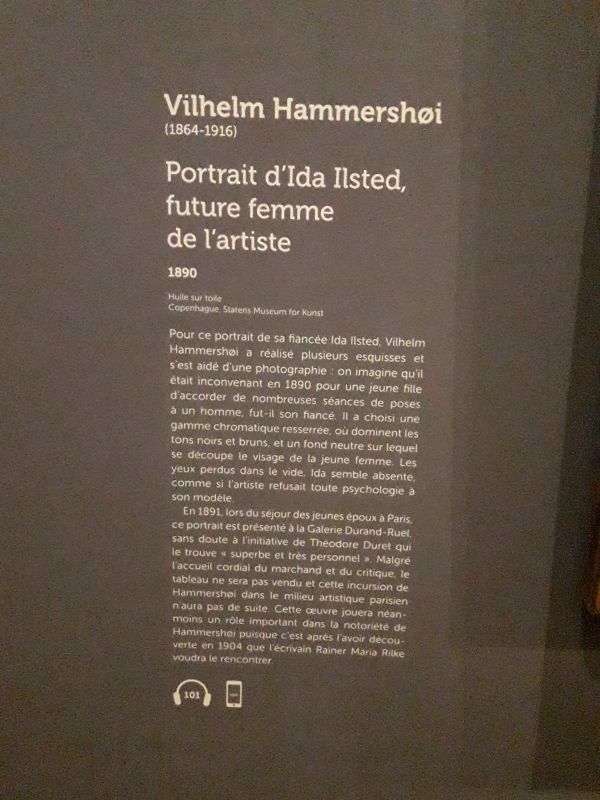 Vilhelm Hammershøi
(1864-1916)
Portrait d'Ida Ilsted,
future femme
de l'artiste
1890
Huile sur toile
Copenhague, Statens Museum for Kunst
Pour ce portrait de sa fiancée Ida Ilsted, Vilhelm
Hammershøi a réalisé plusieurs esquisses et
s'est aidé d'une photographie : on imagine qu'il
était inconvenant en 1890 pour une jeune fille
d'accorder de nombreuses séances de poses
à un homme, fut-il son fiancé. Il a choisi une
gamme chromatique resserrée, où dominent les
tons noirs et bruns, et un fond neutre sur lequel
se découpe le visage de la jeune femme. Les
yeux perdus dans le vide, Ida semble absente,
comme si l'artiste refusait toute psychologie à
son modèle.
En 1891, lors du séjour des jeunes époux à Paris,
ce portrait est présenté à la Galerie Durand-Ruel,
sans doute à l'initiative de Théodore Duret qui
le trouve « superbe et très personnel ». Malgré
l'accueil cordial du marchand et du critique, le
tableau ne sera pas vendu et cette incursion de
Hammershøi dans le milieu artistique parisien
n'aura pas de suite. Cette œuvre jouera néan-
moins un rôle important dans la notoriété de
Hammershøi puisque c'est après l'avoir décou-
verte en 1904 que l'écrivain Rainer Maria Rilke
voudra le rencontrer
101